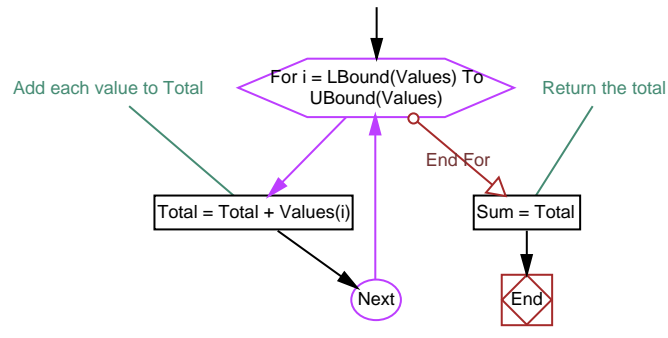 For i = LBound(Values) To
UBound(Values)
Add each value to Total
Return the total
End For
Total = Total + Values(i)
Sum = Total
Next
End